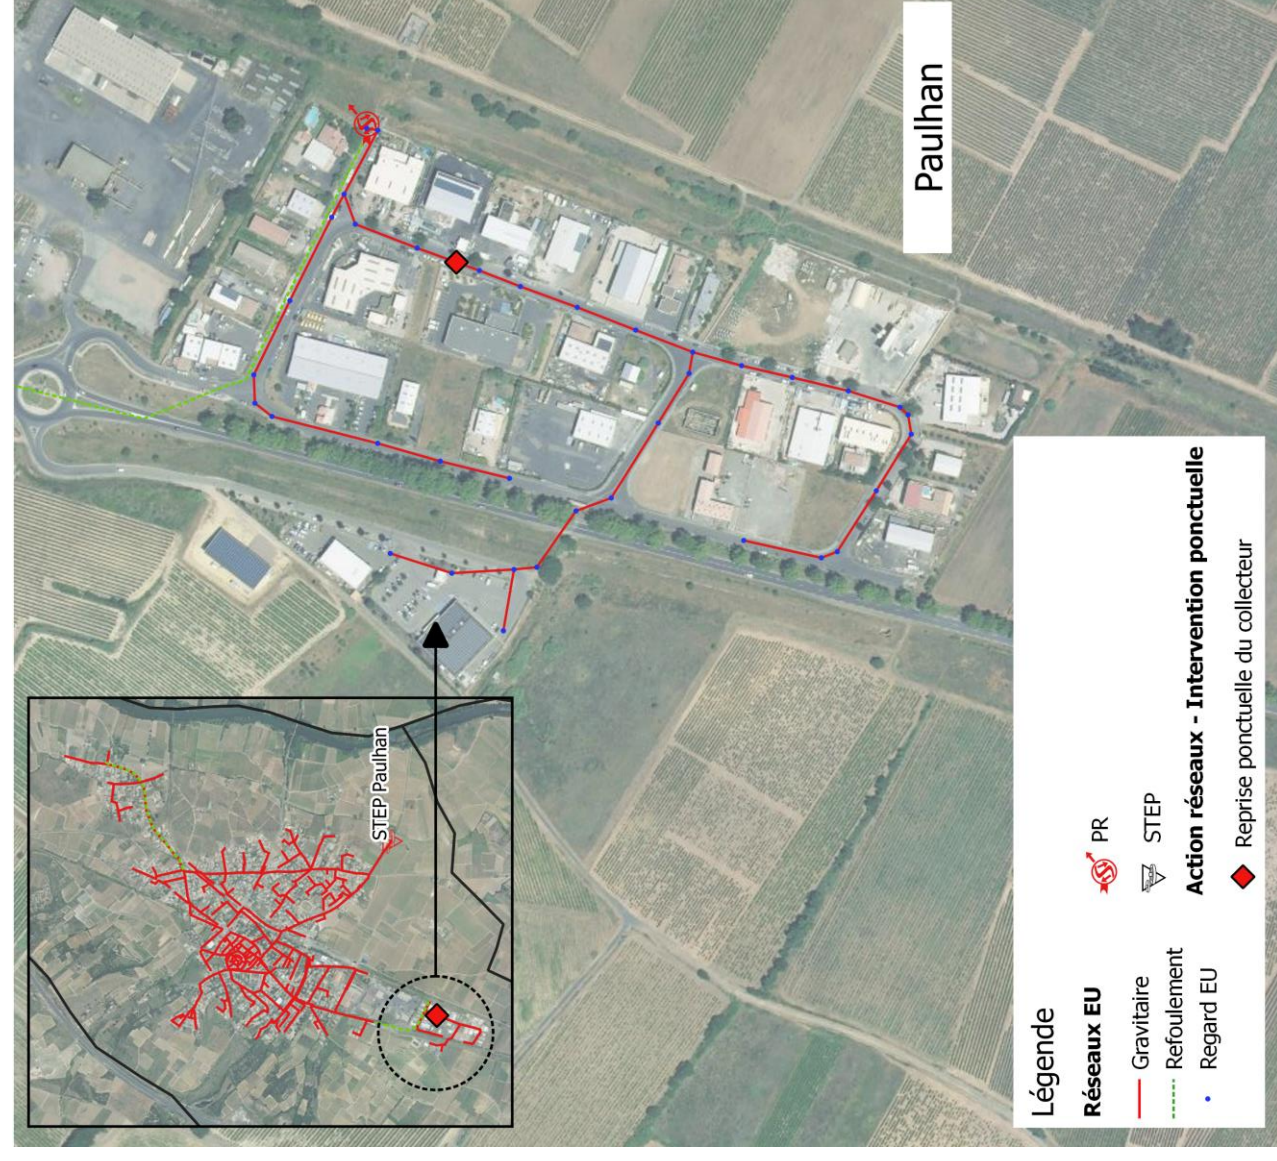 Paulhan
STEP Paulhan
Légende
Réseaux EU
Gravitaire
Refoulement
Regard EU
PR
STEP
Action réseaux - Intervention ponctuelle
Reprise ponctuelle du collecteur